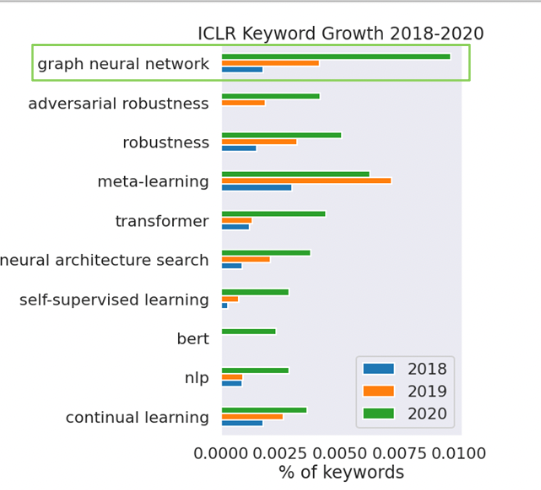 ICLR Keyword Growth 2018-2020
graph neural network
adversarial robustness
robustness
meta-learning
transformer
neural architecture search
self-supervised learning
bert
nlp
continual learning
2018
2019
2020
0.0000 0.0025 0.0050 0.0075 0.0100
% of keywords